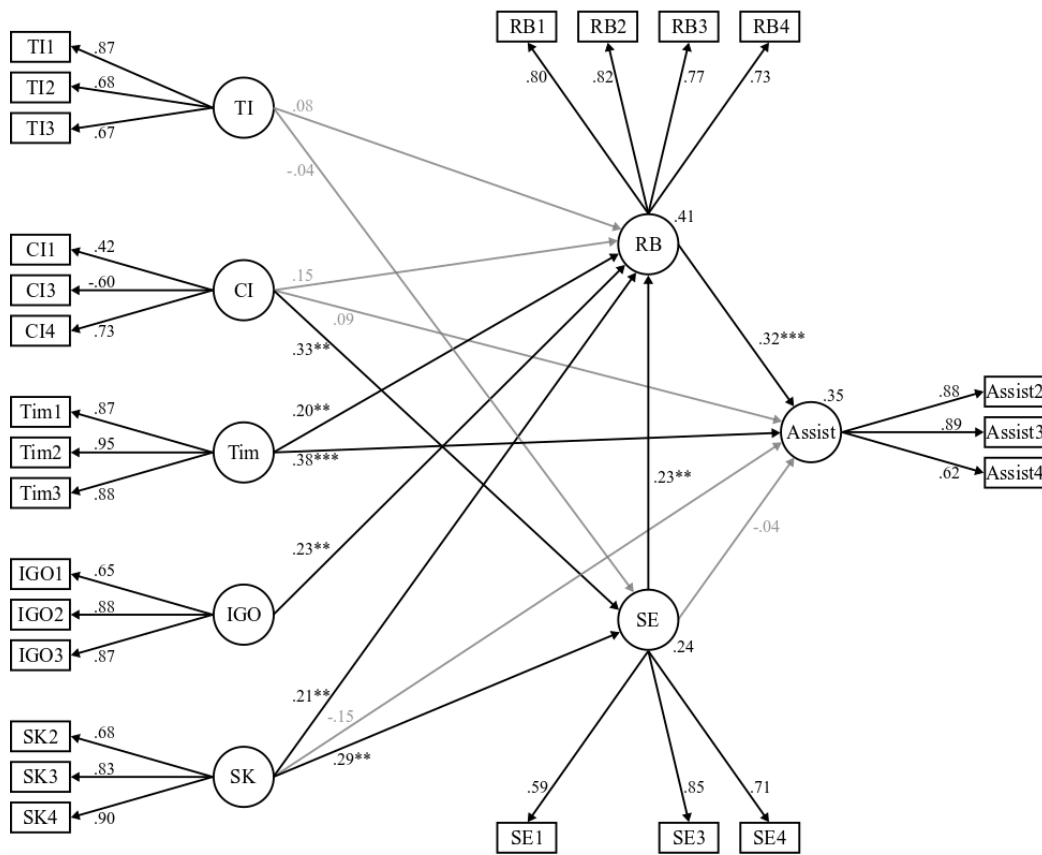 RB1 RB2 RB3 RB4
TI1 .87
TI2 .68
TI3 .67
TI
.80 .82 .77 .73
.08
-.04
RB .41
CI1 .42
CI3 -.60
CI4 .73
CI
.15
.09
.33**
.32***
Tim1 .87
Tim2 .95
Tim3 .88
Tim
.20**
.38***
.35
Assist
.88 Assist2
.89 Assist3
.62 Assist4
.23**
-.04
IGO1 .65
IGO2 .88
IGO3 .87
IGO
.23**
SE
.24
SK2 .68
SK3 .83
SK4 .90
SK
.21**
-.15
.29**
.59 .85 .71
SE1 SE3 SE4